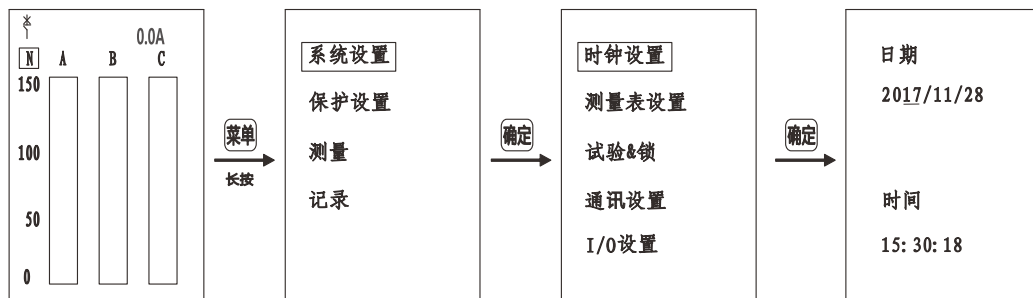 0.0A
N A B C
150
100
50
0
菜单
长按
系统设置
保护设置
测量
记录
确定
时钟设置
测量表设置
试验&锁
通讯设置
I/O设置
确定
日期
2017/11/28
时间
15:30:18